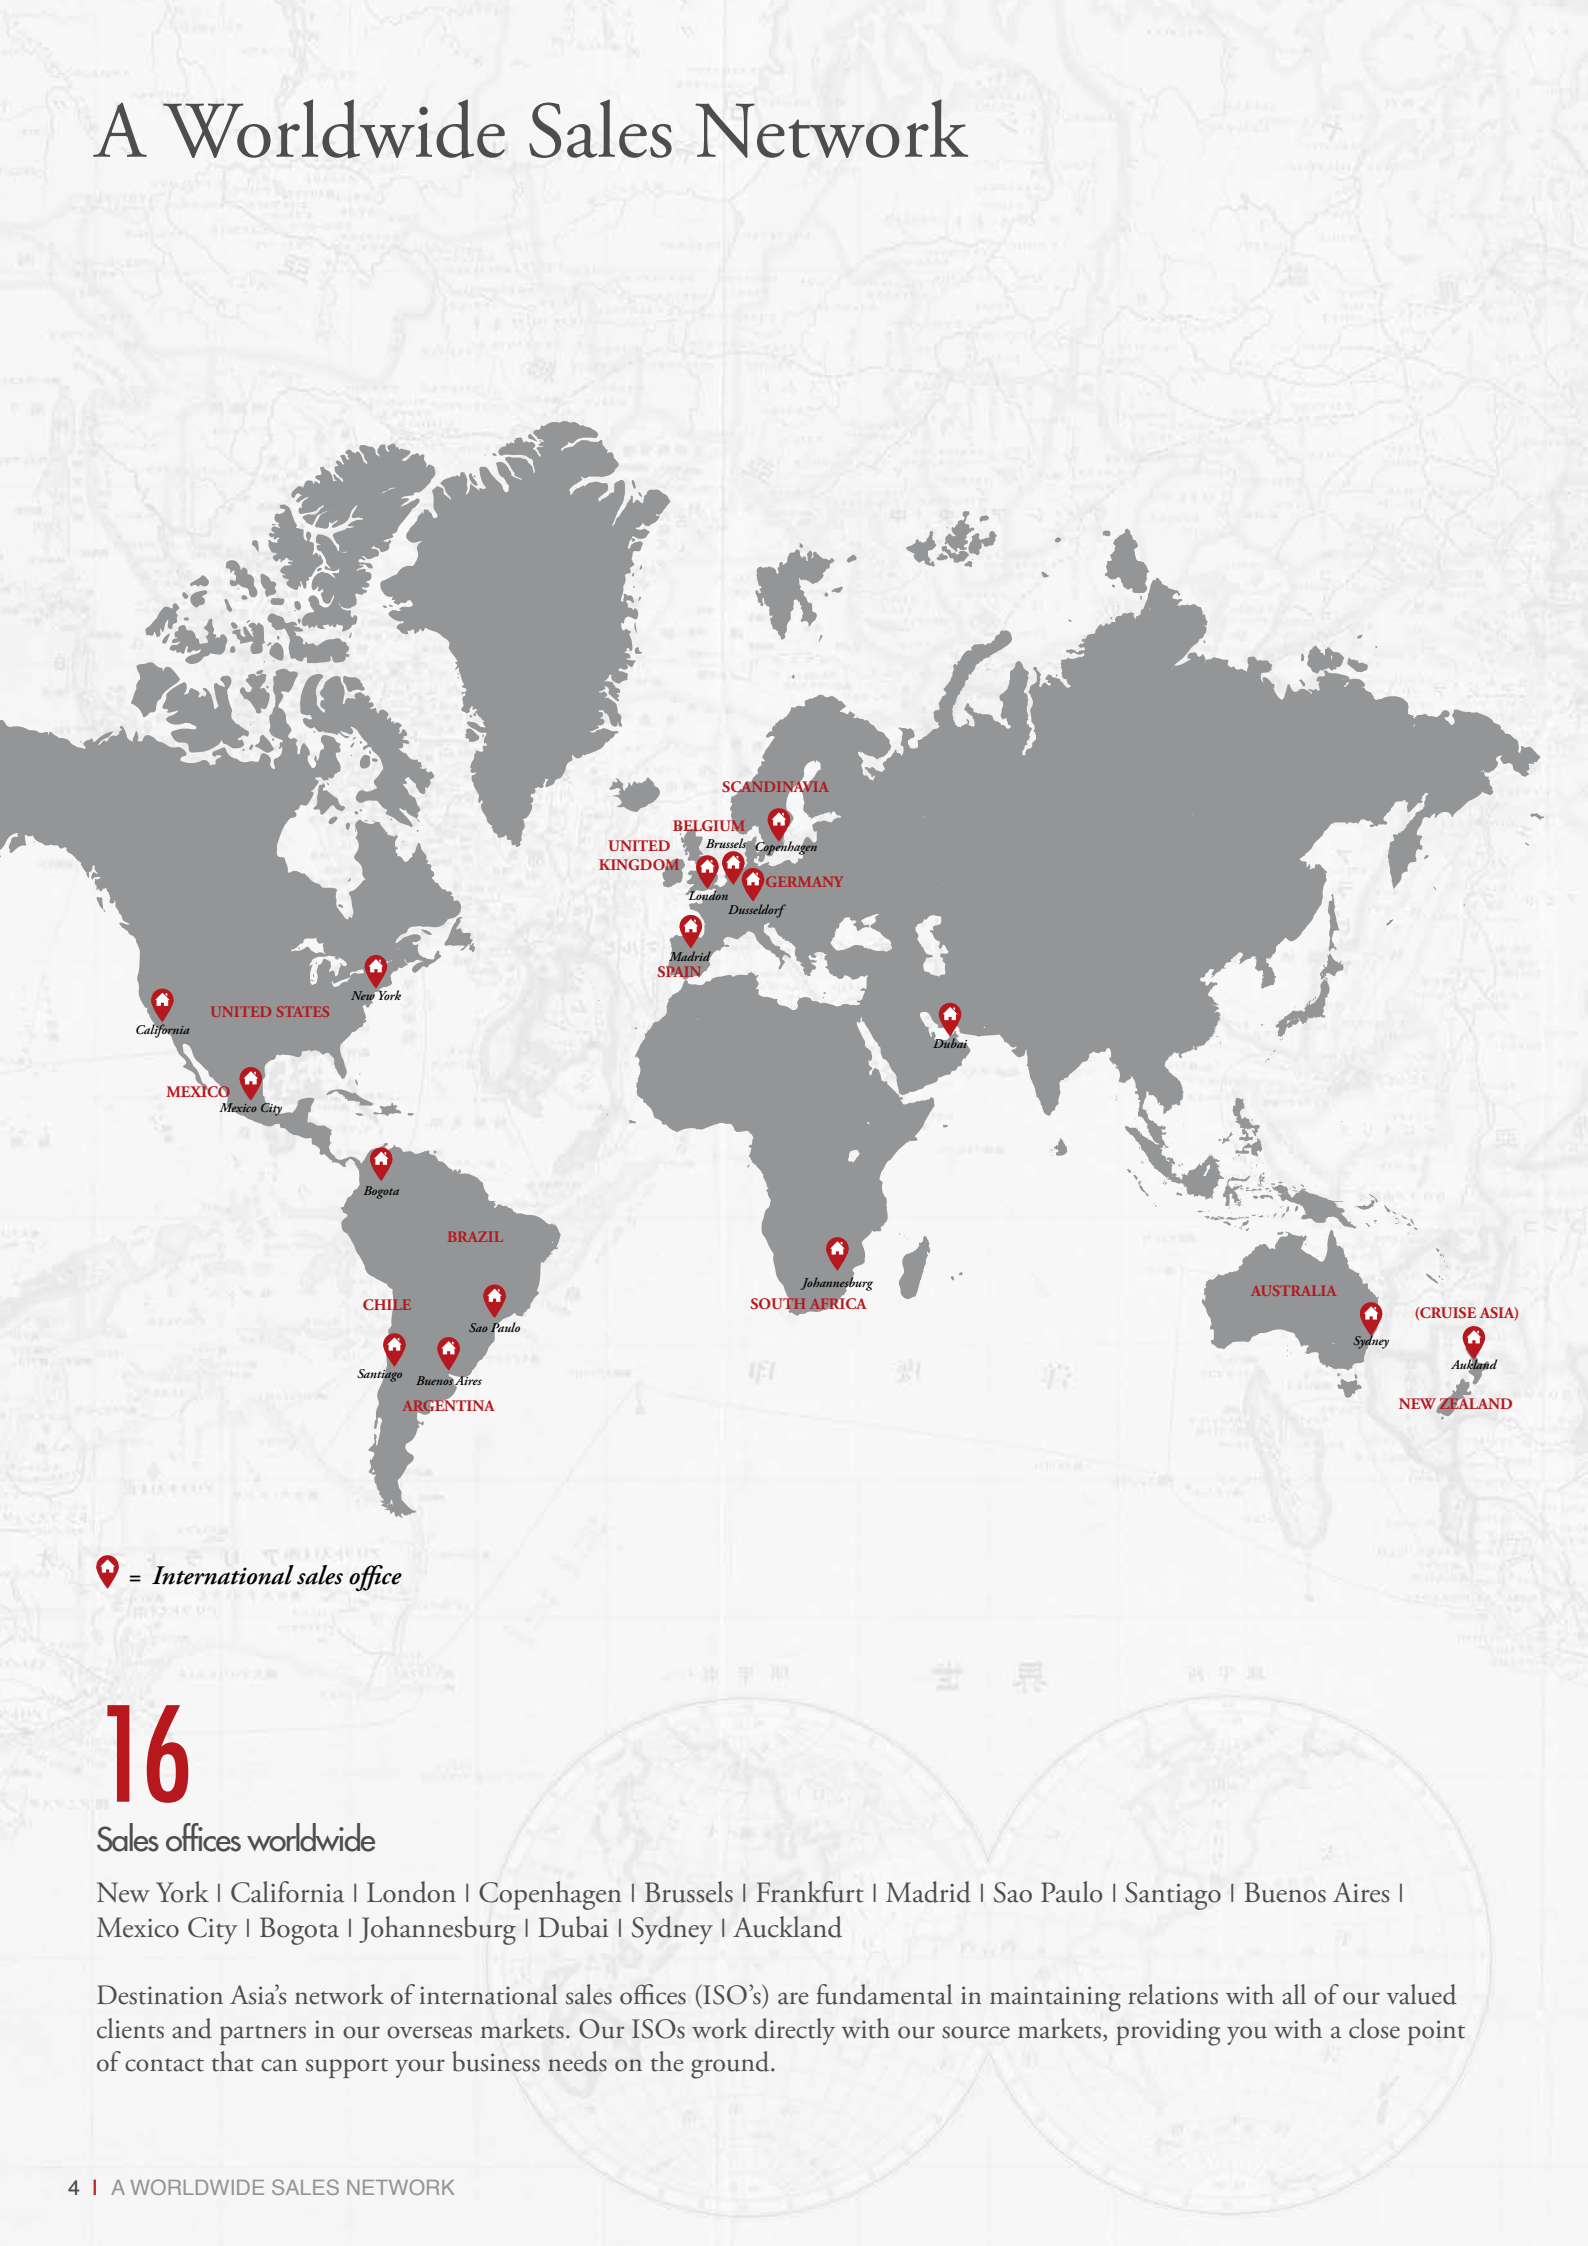 A Worldwide Sales Network
SCANDINAVIA
BELGIUM
Brussels
Copenhagen
UNITED
KINGDOM
London
GERMANY
Dusseldorf
Madrid
SPAIN
New York
UNITED STATES
California
Dubai
MEXICO
Mexico City
Bogota
BRAZIL
Johannesburg
SOUTH AFRICA
AUSTRALIA
CHILE
(CRUISE ASIA)
Sao Paulo
Sydney
Aukland
Santiago
Buenos Aires
ARGENTINA
NEW ZEALAND
= International sales office
16
Sales offices worldwide
New York | California | London | Copenhagen | Brussels | Frankfurt | Madrid | Sao Paulo | Santiago | Buenos Aires |
Mexico City | Bogota | Johannesburg | Dubai | Sydney | Auckland
Destination Asia’s network of international sales offices (ISO’s) are fundamental in maintaining relations with all of our valued
clients and partners in our overseas markets. Our ISOs work directly with our source markets, providing you with a close point
of contact that can support your business needs on the ground.
4 | A WORLDWIDE SALES NETWORK